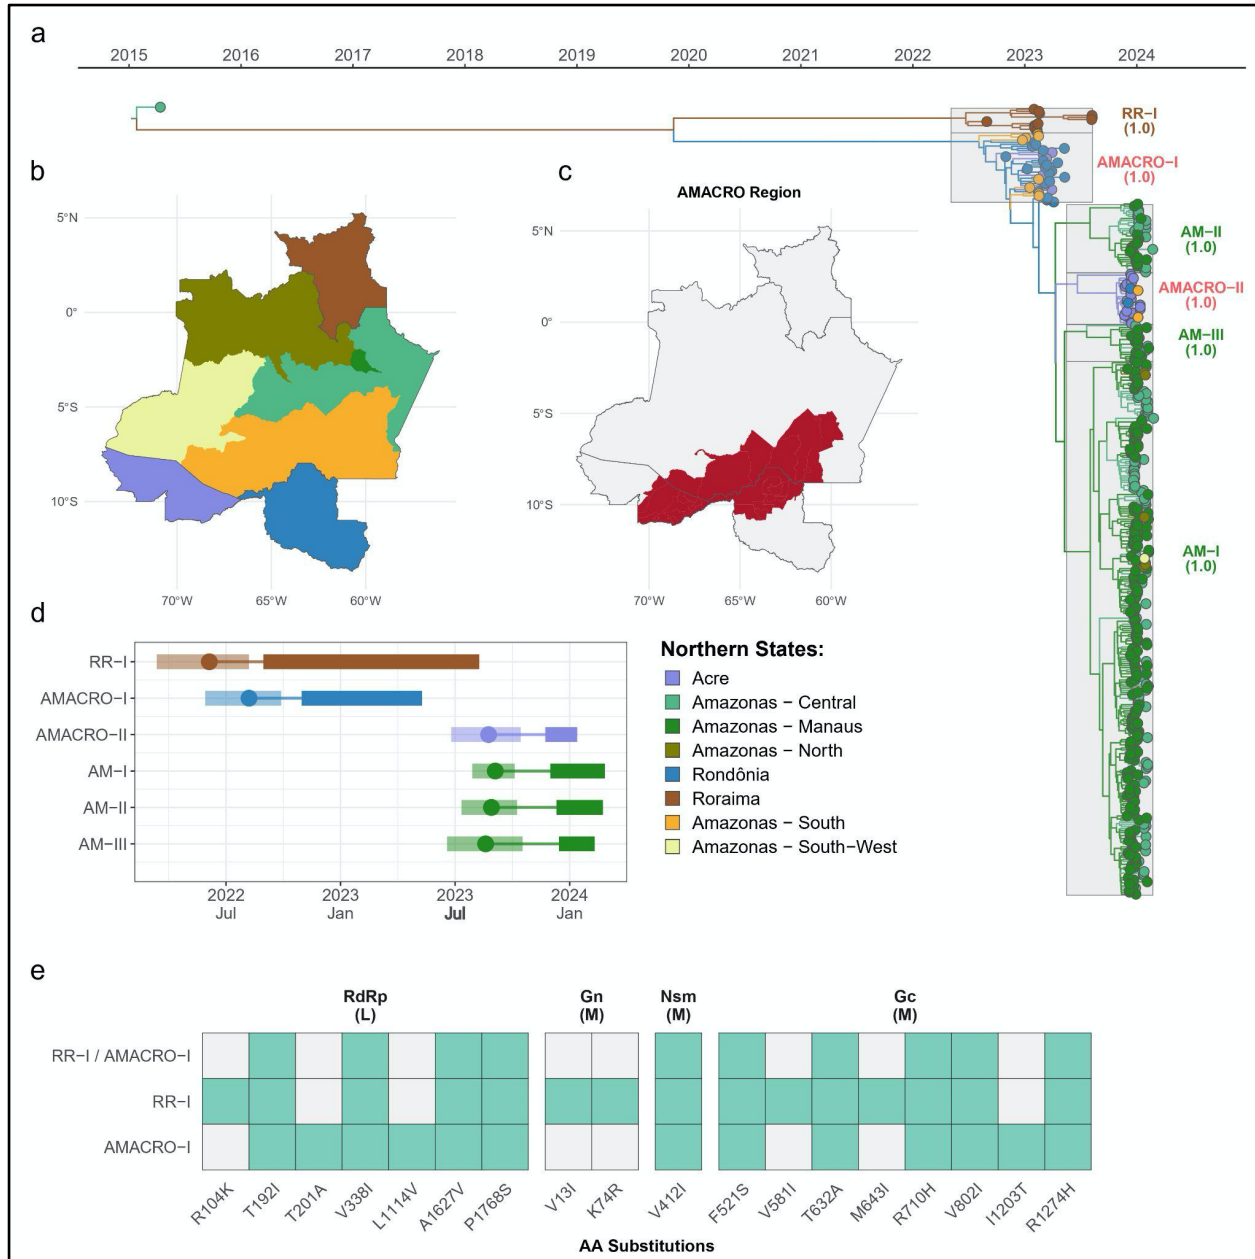 a
2015 2016 2017 2018 2019 2020 2021 2022 2023 2024
RR−I
(1.0)
AMACRO−I
(1.0)
AM−II
(1.0)
AMACRO−II
(1.0)
AM−III
(1.0)
AM−I
(1.0)
b
5°N
0°
5°S
10°S
70°W 65°W 60°W
c
AMACRO Region
5°N
0°
5°S
10°S
70°W 65°W 60°W
d
RR−I
AMACRO−I
AMACRO−II
AM−I
AM−II
AM−III
2022 2023 2023 2024
Jul Jan Jul Jan
Northern States:
Acre
Amazonas − Central
Amazonas − Manaus
Amazonas − North
Rondônia
Roraima
Amazonas − South
Amazonas − South−West
e
RdRp Gn Nsm Gc
(L) (M) (M) (M)
RR−I / AMACRO−I
RR−I
AMACRO−I
R104K T192I T201A V338I L1114V A1627V P1768S V13I K74R V412I F521S V581I T632A M643I R710H V802I I1203T R1274H
AA Substitutions